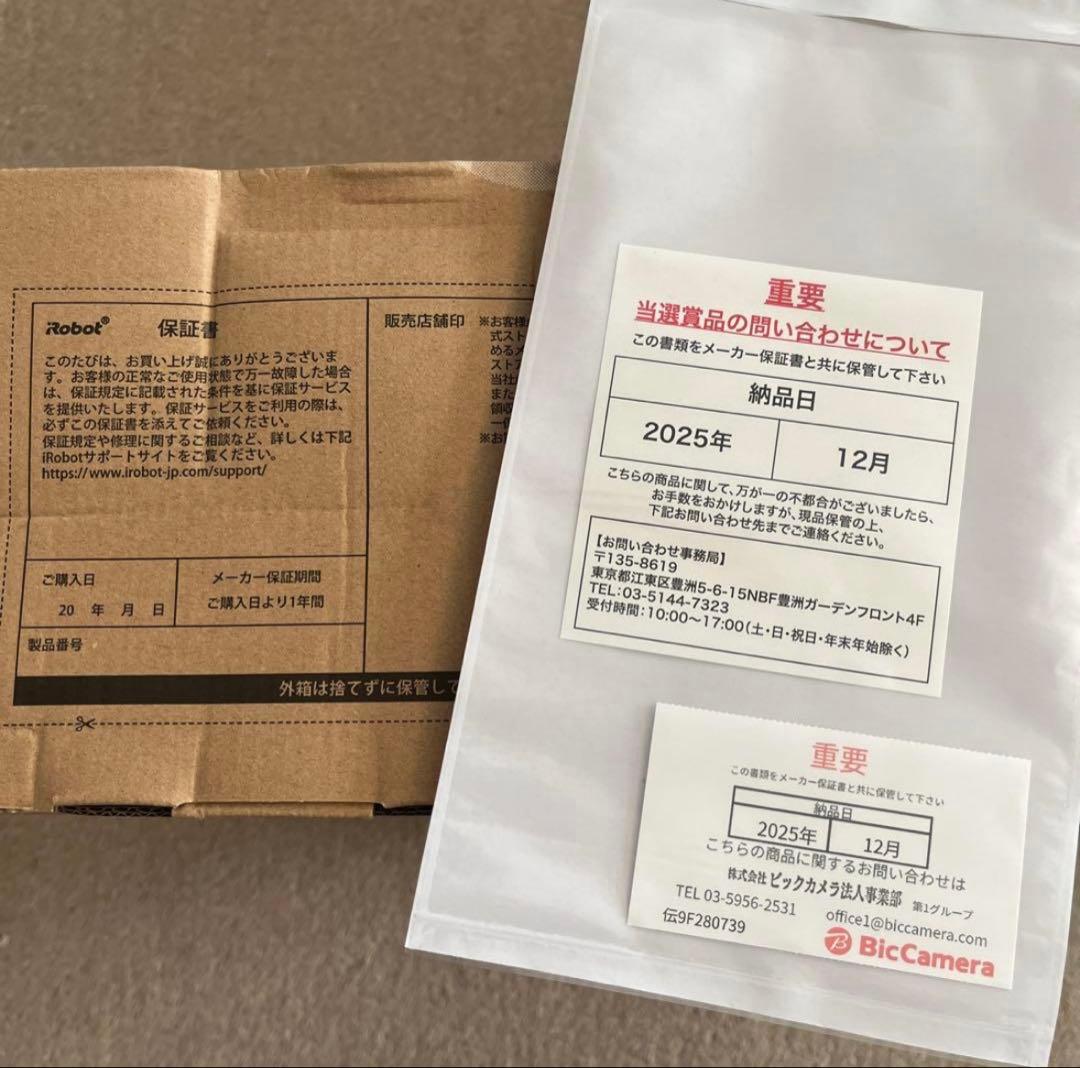 iRobot® 保証書
このたびは、お買い上げ誠にありがとうございま
す。お客様の正常なご使用状態で万一故障した場合
は、保証規定に記載された条件を基に保証サービス
を提供いたします。保証サービスをご利用の際は、
必ずこの保証書を添えてご依頼ください。
保証規定や修理に関するご相談など、詳しくは下記
iRobotサポートサイトをご覧ください。
https://www.irobot-jp.com/support/
ご購入日
20 年 月 日
メーカー保証期間
ご購入日より1年間
製品番号
販売店舗印
※お客様
式スト
める
スト
当社
また
領収
一
※お
外箱は捨てずに保管して
重要
当選賞品の問い合わせについて
この書類をメーカー保証書と共に保管して下さい
納品日
2025年 12月
こちらの商品に関して、万が一の不都合がございましたら、
お手数をおかけしますが、現品保管の上、
下記お問い合わせ先までご連絡ください。
【お問い合わせ事務局】
〒135-8619
東京都江東区豊洲5-6-15NBF豊洲ガーデンフロント4F
TEL:03-5144-7323
受付時間:10:00～17:00(土・日・祝日・年末年始除く)
重要
この書類をメーカー保証書と共に保管して下さい
納品日
2025年 12月
こちらの商品に関するお問い合わせは
株式会社ビックカメラ法人事業部 第1グループ
TEL 03-5956-2531 office1@biccamera.com
伝9F280739
BicCamera